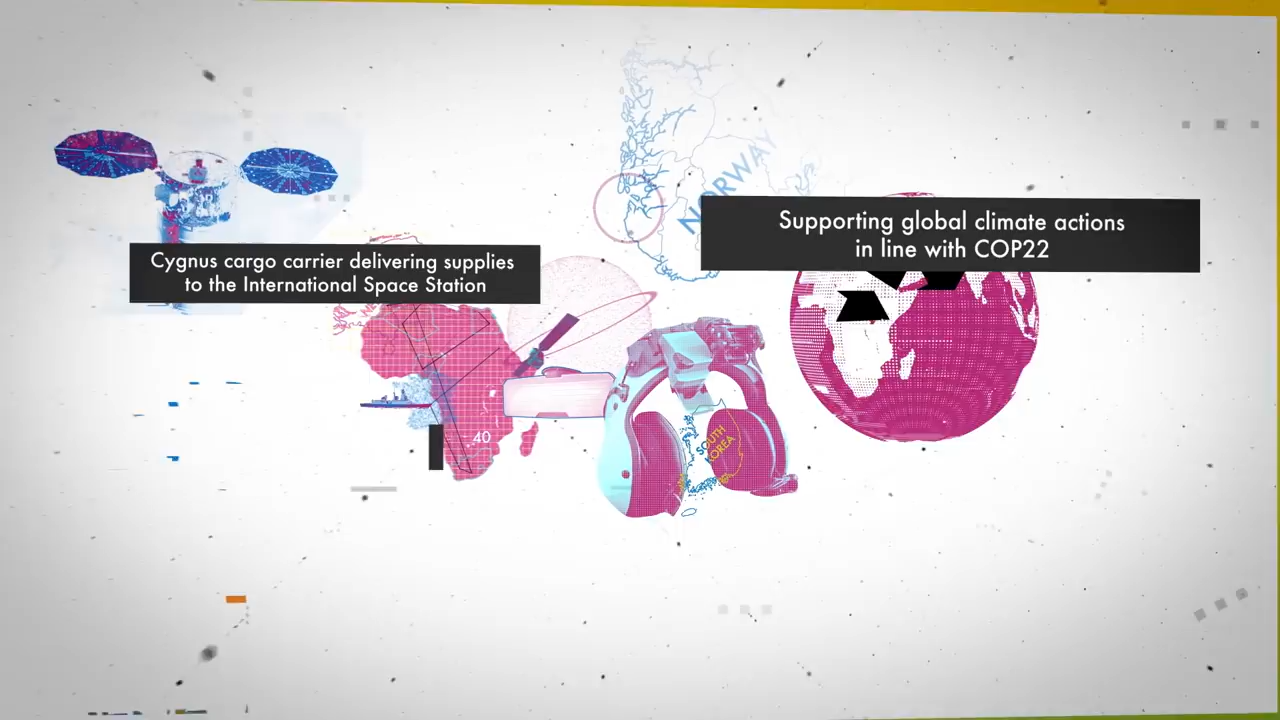 NORWAY
Supporting global climate actions
in line with COP22
Cygnus cargo carrier delivering supplies
to the International Space Station
40
SOUTH
KOREA